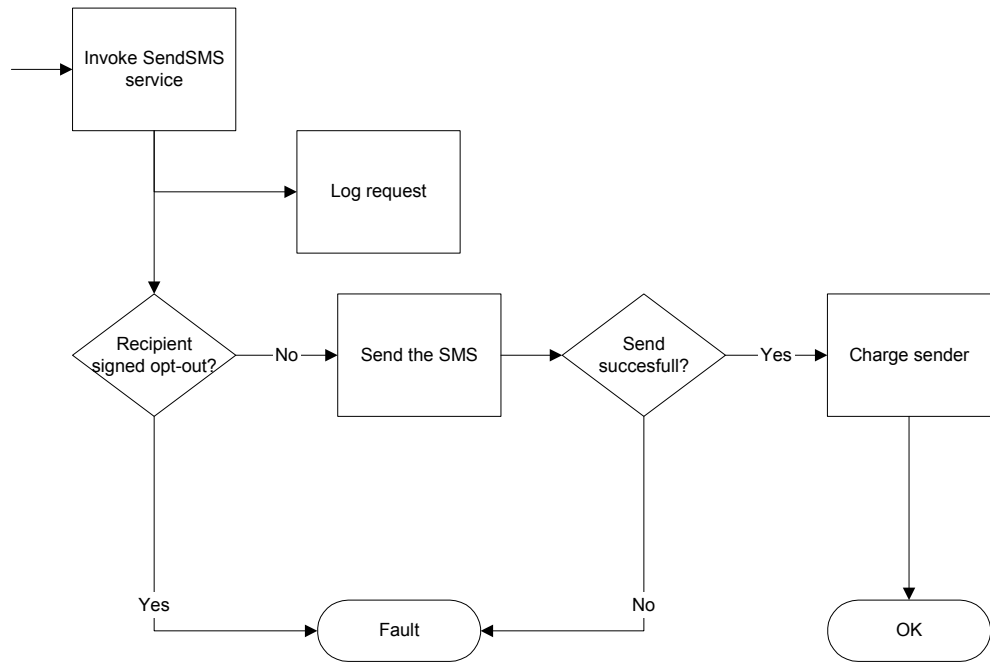 Invoke SendSMS
service
Log request
Recipient
signed opt-out?
No
Send the SMS
Send
succesfull?
Yes
Charge sender
Yes
Fault
No
OK